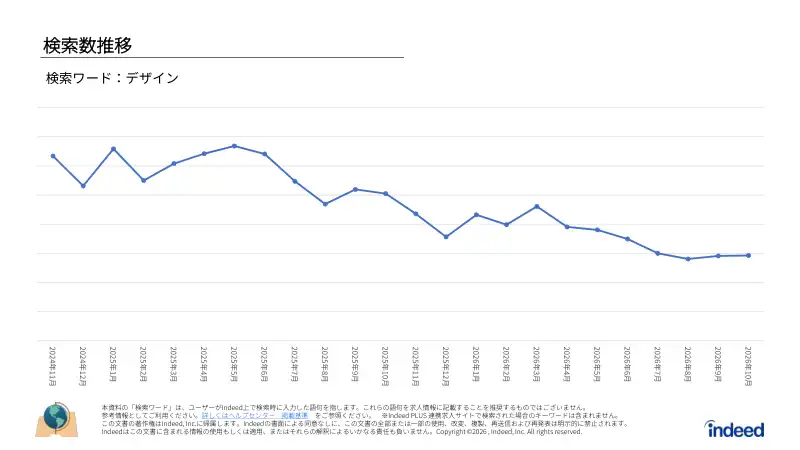 検索数推移
検索ワード：デザイン
2024年11月
2024年12月
2025年1月
2025年2月
2025年3月
2025年4月
2025年5月
2025年6月
2025年7月
2025年8月
2025年9月
2025年10月
2025年11月
2025年12月
2026年1月
2026年2月
2026年3月
2026年4月
2026年5月
2026年6月
2026年7月
2026年8月
2026年9月
2026年10月
本資料の「検索ワード」は、ユーザーがIndeed上で検索時に入力した語句を指します。これらの語句を求人情報に記載することを推奨するものではございません。
参考情報としてご利用ください。詳しくはヘルプセンター　掲載基準　をご参照ください。　※Indeed PLUS 連携求人サイトで検索された場合のキーワードは含まれません。
この文書の著作権はIndeed, Inc.に帰属します。Indeedの書面による同意なしに、この文書の全部または一部の使用、改変、複製、再送信および再発表は明示的に禁止されます。
Indeedはこの文書に含まれる情報の使用もしくは適用、またはそれらの解釈によるいかなる責任も負いません。Copyright ©2026 , Indeed, Inc. All rights reserved.
indeed